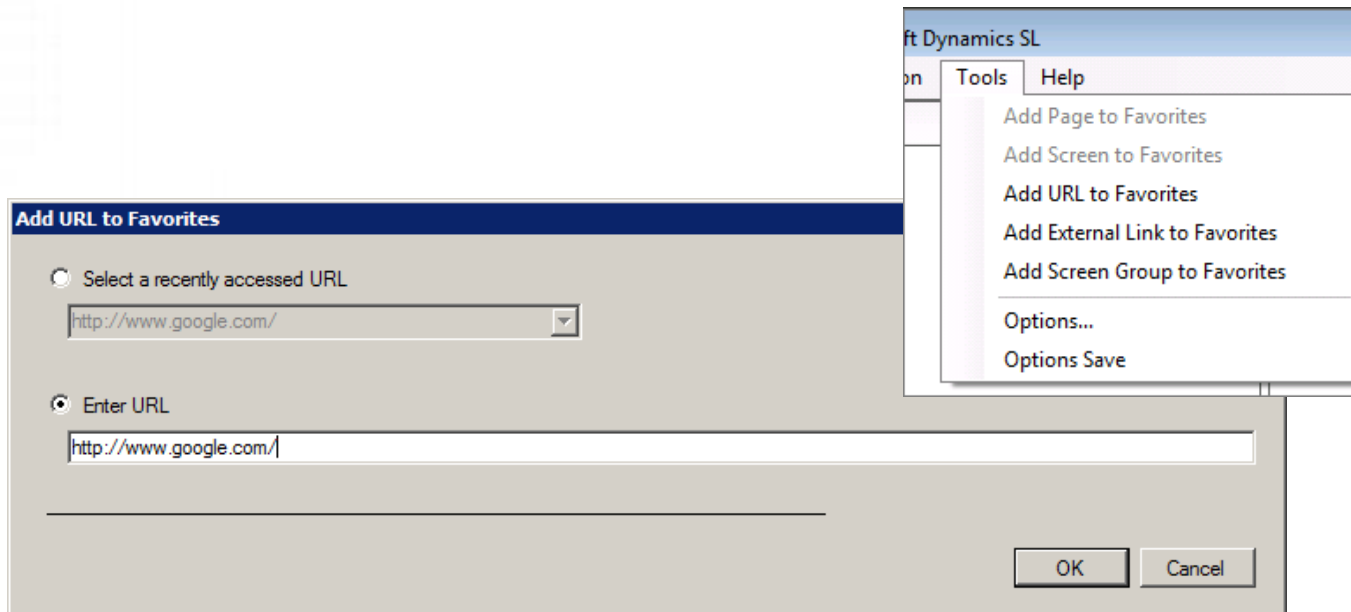 ft Dynamics SL
on Tools Help
Add Page to Favorites
Add Screen to Favorites
Add URL to Favorites
Add External Link to Favorites
Add Screen Group to Favorites
Options...
Options Save
Add URL to Favorites
Select a recently accessed URL
http://www.google.com/
Enter URL
http://www.google.com/
OK Cancel